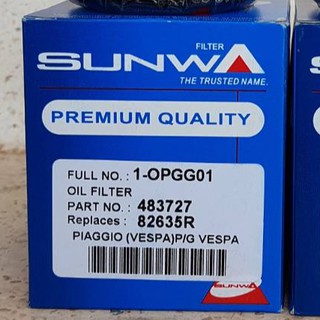 FILTER
SUNWA
THE TRUSTED NAME.
PREMIUM QUALITY
FULL NO. : 1-OPGG01
OIL FILTER
PART NO. : 483727
Replaces : 82635R
PIAGGIO (VESPA)P/G VESPA
SUNWA